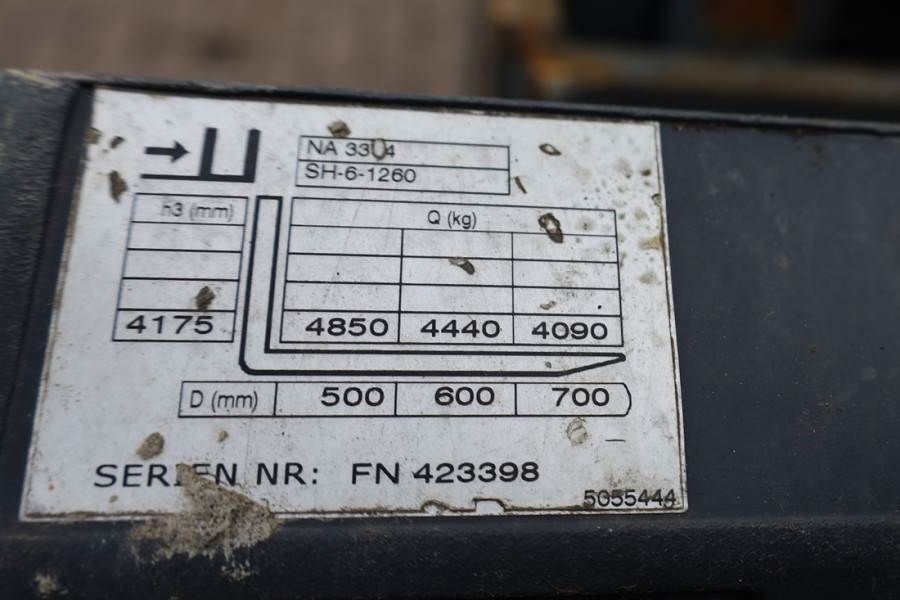 NA 3304
SH-6-1260
h3 (mm)
Q (kg)
4175 4850 4440 4090
D (mm) 500 600 700
SERIEN NR: FN 423398
5055444